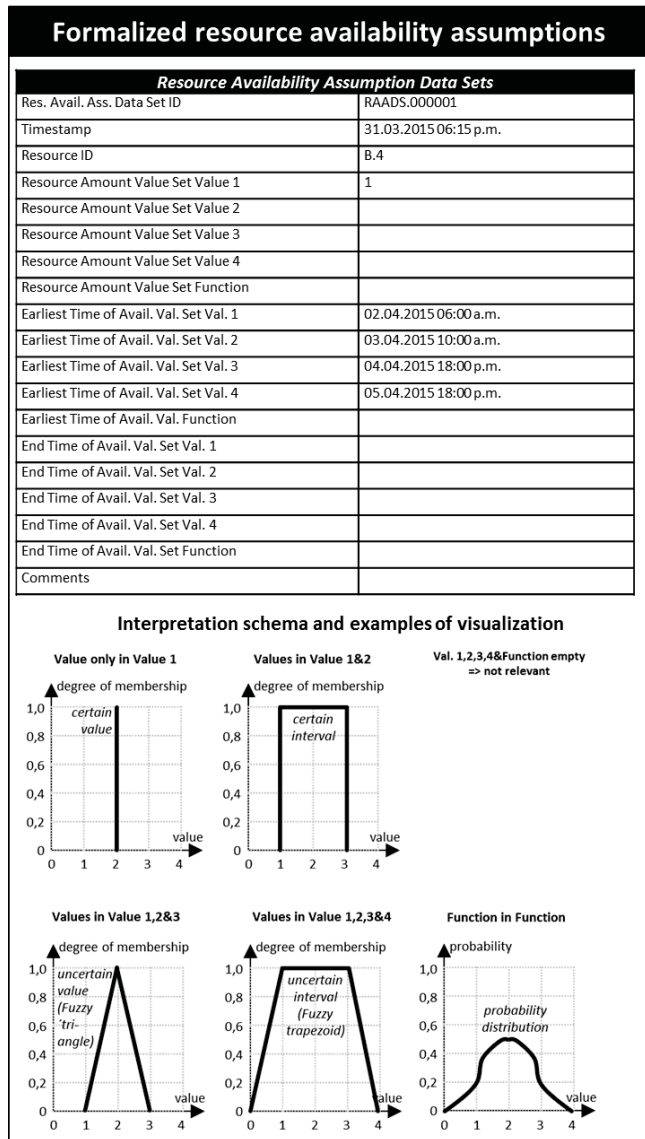 Formalized resource availability assumptions
Resource Availability Assumption Data Sets
Res. Avail. Ass. Data Set ID RAADS.000001
Timestamp 31.03.2015 06:15 p.m.
Resource ID B.4
Resource Amount Value Set Value 1 1
Resource Amount Value Set Value 2
Resource Amount Value Set Value 3
Resource Amount Value Set Value 4
Resource Amount Value Set Function
Earliest Time of Avail. Val. Set Val. 1 02.04.2015 06:00 a.m.
Earliest Time of Avail. Val. Set Val. 2 03.04.2015 10:00 a.m.
Earliest Time of Avail. Val. Set Val. 3 04.04.2015 18:00 p.m.
Earliest Time of Avail. Val. Set Val. 4 05.04.2015 18:00 p.m.
Earliest Time of Avail. Val. Function
End Time of Avail. Val. Set Val. 1
End Time of Avail. Val. Set Val. 2
End Time of Avail. Val. Set Val. 3
End Time of Avail. Val. Set Val. 4
End Time of Avail. Val. Set Function
Comments
Interpretation schema and examples of visualization
Value only in Value 1
degree of membership
1,0
certain
value
0,8
0,6
0,4
0,2
0
value
0 1 2 3 4
Values in Value 1&2
degree of membership
1,0
certain
interval
0,8
0,6
0,4
0,2
0
value
0 1 2 3 4
Val. 1,2,3,4&Function empty
=> not relevant
Values in Value 1,2&3
degree of membership
1,0
uncertain
value
(Fuzzy
´tri-
angle)
0,8
0,6
0,4
0,2
0
value
0 1 2 3 4
Values in Value 1,2,3&4
degree of membership
1,0
uncertain
interval
(Fuzzy
trapezoid)
0,8
0,6
0,4
0,2
0
value
0 1 2 3 4
Function in Function
probability
1,0
0,8
probability
distribution
0,6
0,4
0,2
0
value
0 1 2 3 4